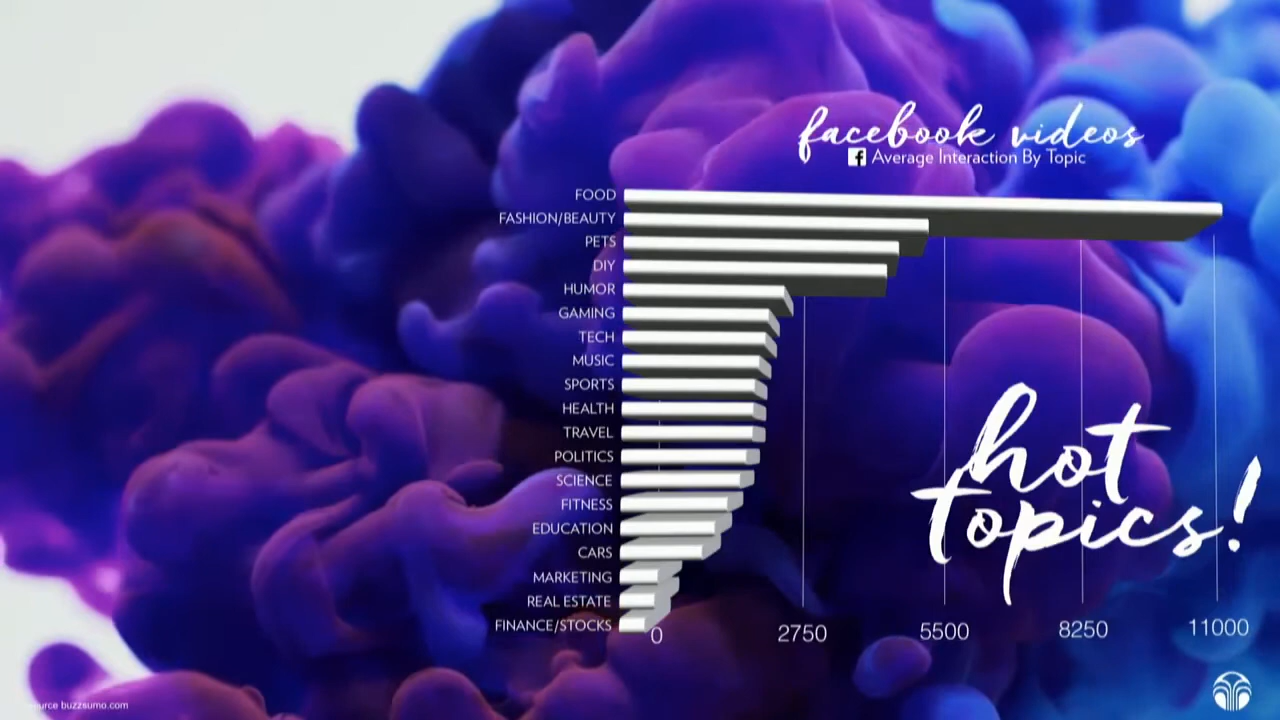 facebook videos
Average Interaction By Topic
FOOD
FASHION/BEAUTY
PETS
DIY
HUMOR
GAMING
TECH
MUSIC
SPORTS
HEALTH
TRAVEL
POLITICS
SCIENCE
FITNESS
EDUCATION
CARS
MARKETING
REAL ESTATE
FINANCE/STOCKS
0 2750 5500 8250 11000
hot
topics!
buzzsumo.com